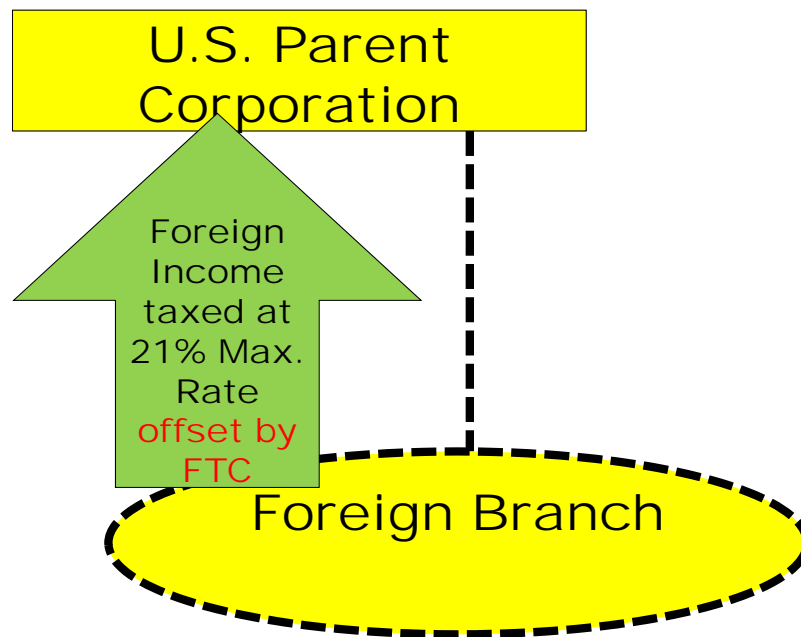 U.S. Parent
Corporation
Foreign
Income
taxed at
21% Max.
Rate
offset by
FTC
Foreign Branch